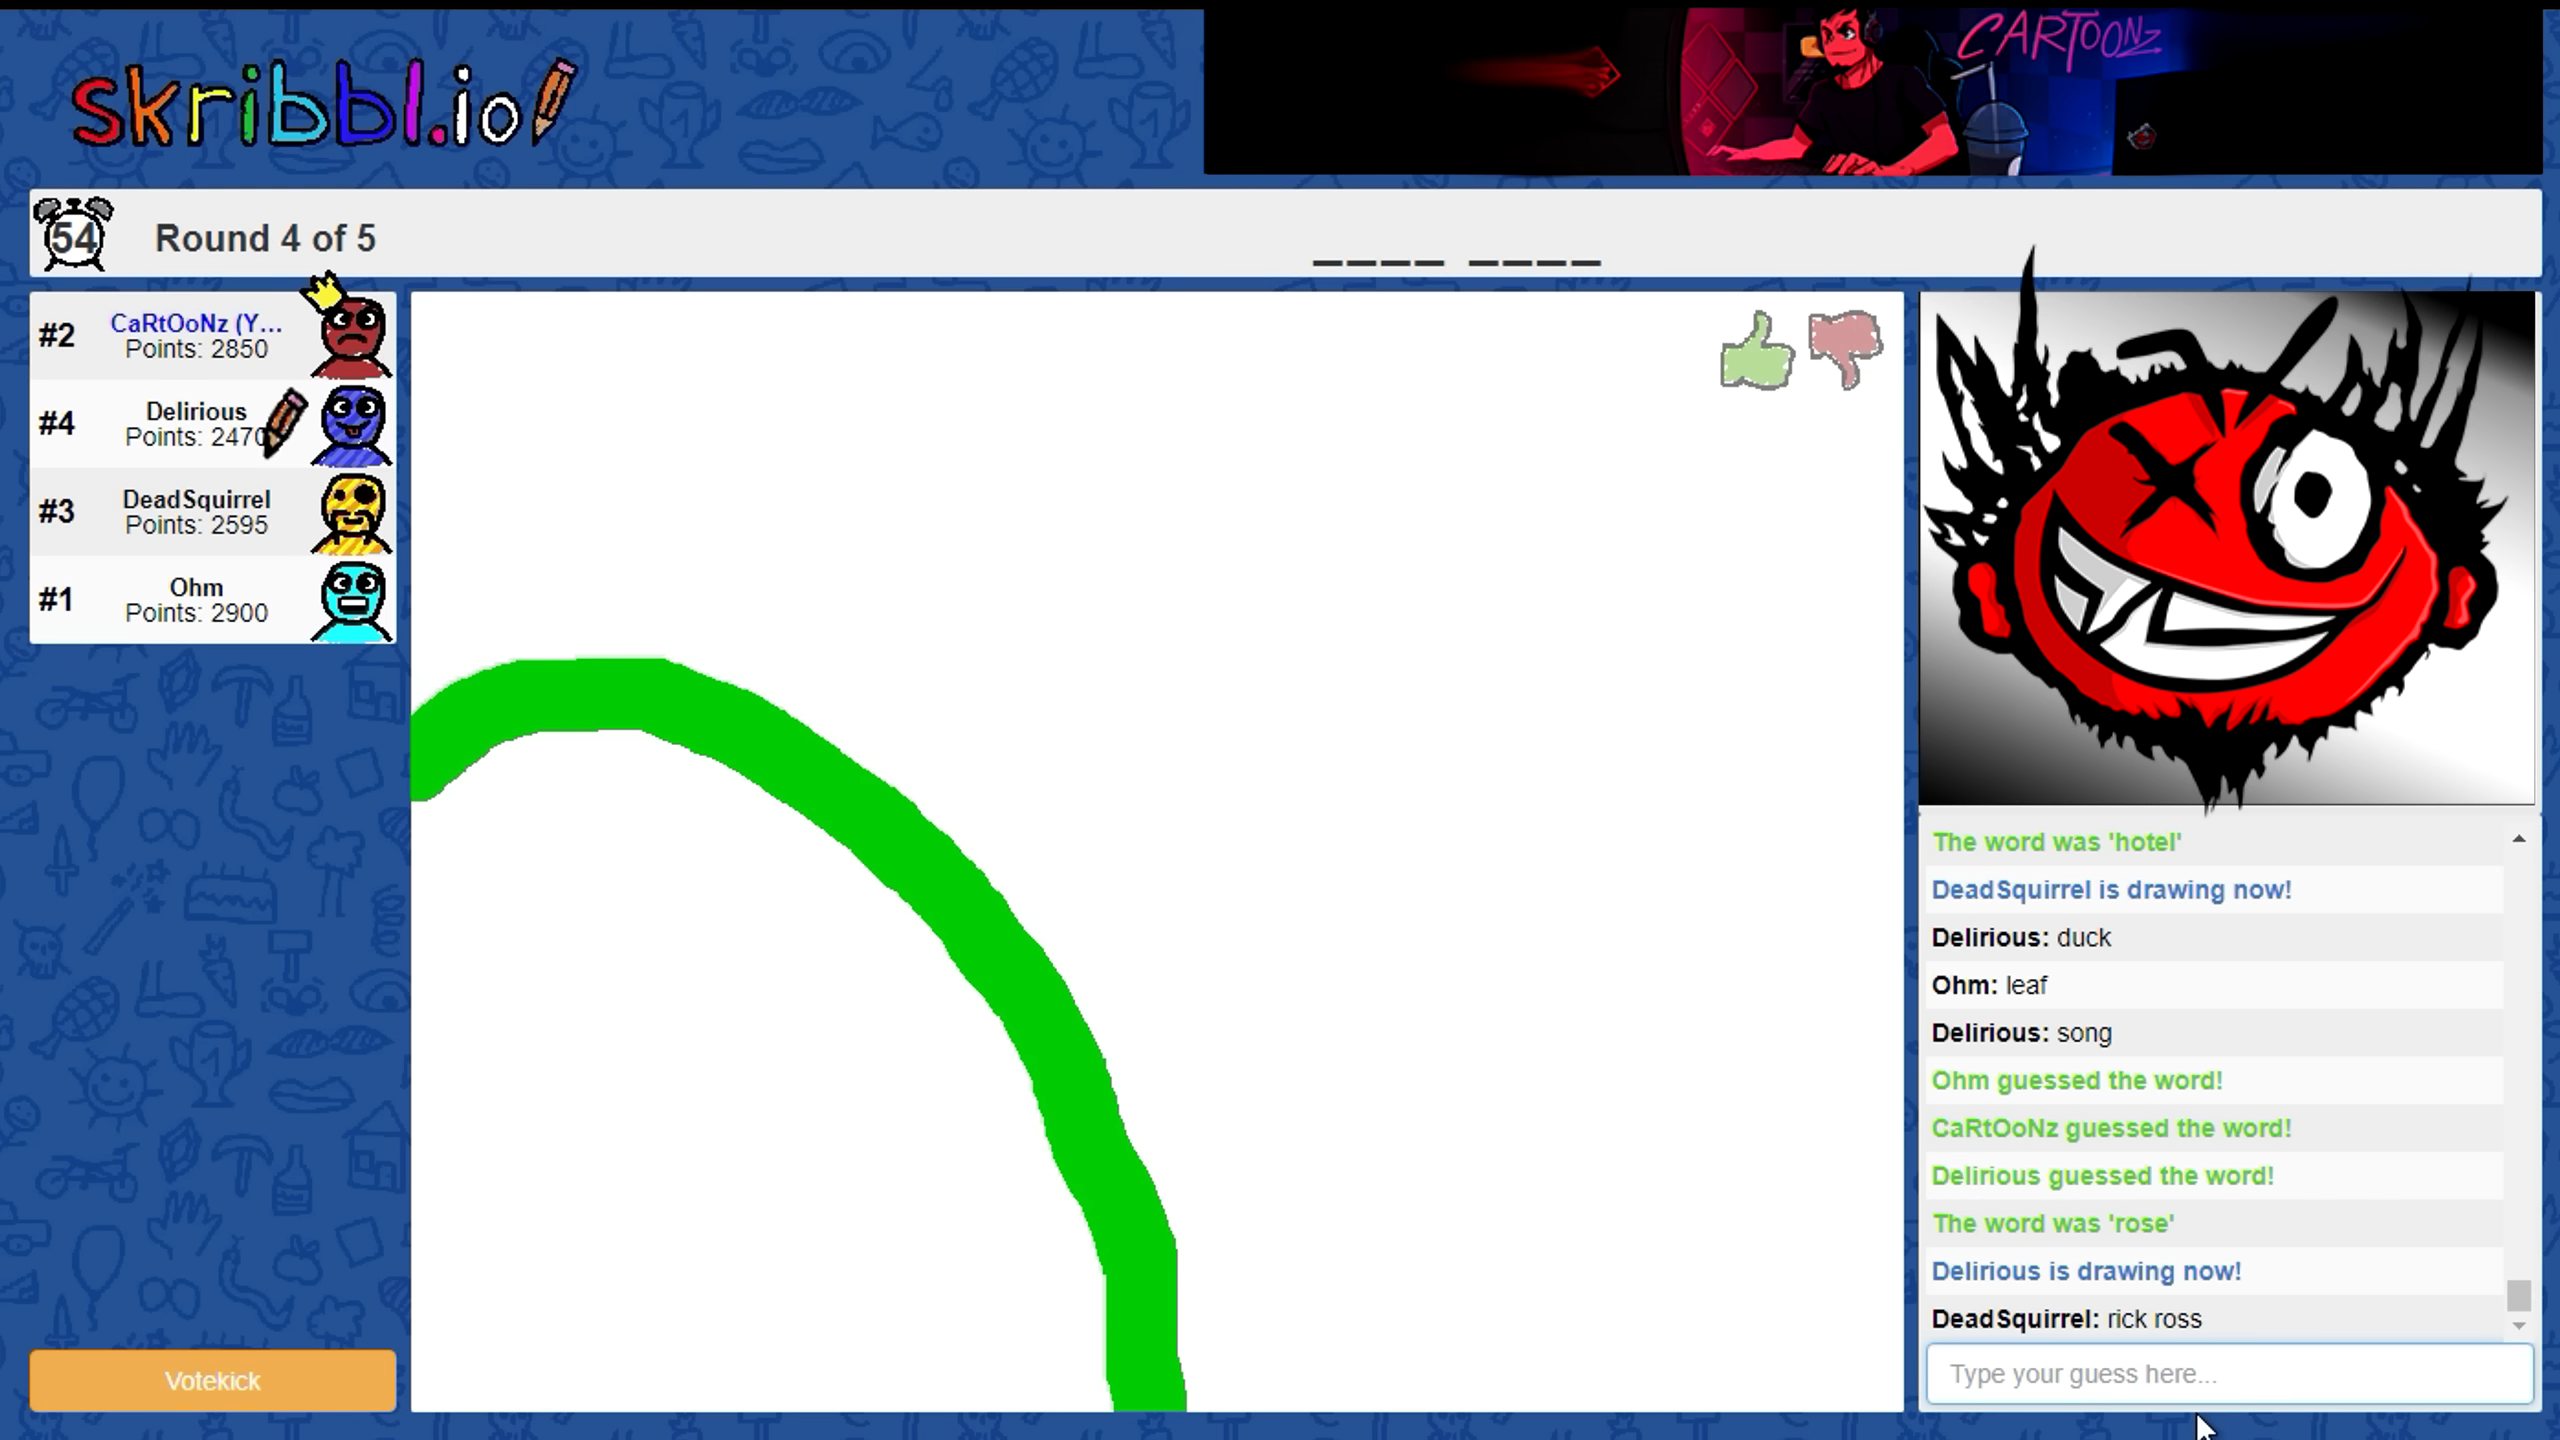 skribbl.io
CARTOONZ
54
Round 4 of 5
____ ____
#2
CaRtOoNz (Y...
Points: 2850
#4
Delirious
Points: 2470
#3
DeadSquirrel
Points: 2595
#1
Ohm
Points: 2900
The word was 'hotel'
DeadSquirrel is drawing now!
Delirious: duck
Ohm: leaf
Delirious: song
Ohm guessed the word!
CaRtOoNz guessed the word!
Delirious guessed the word!
The word was 'rose'
Delirious is drawing now!
DeadSquirrel: rick ross
Votekick
Type your guess here...